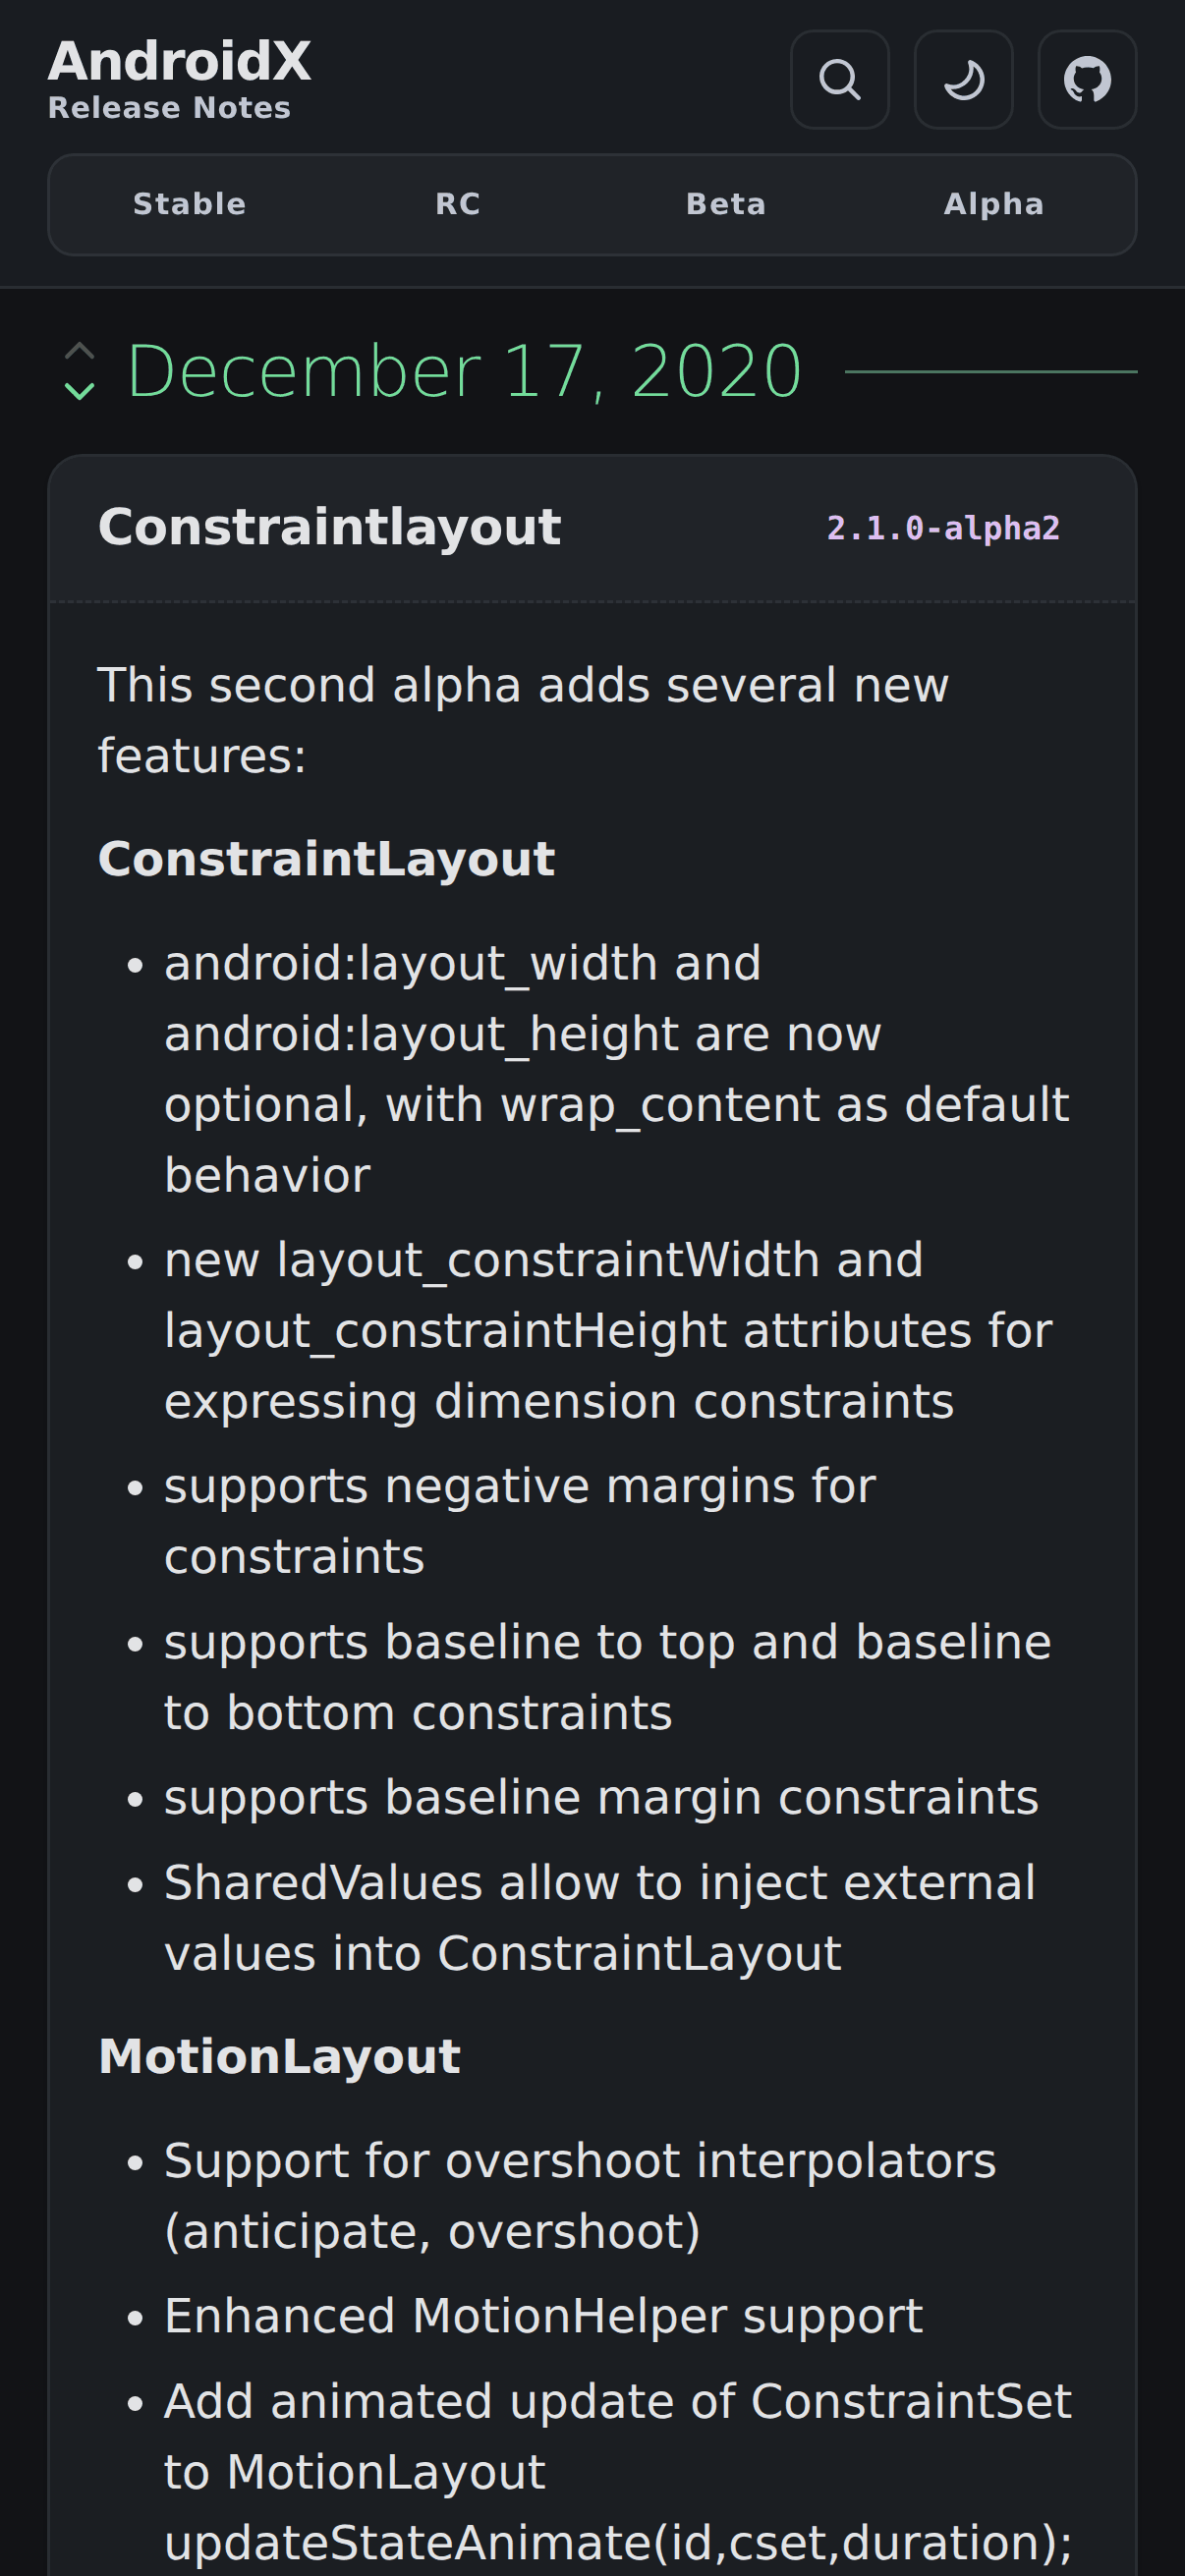 AndroidX
Release Notes
Stable RC Beta Alpha
December 17, 2020
Constraintlayout 2.1.0-alpha2
This second alpha adds several new
features:
ConstraintLayout
• android:layout_width and
android:layout_height are now
optional, with wrap_content as default
behavior
• new layout_constraintWidth and
layout_constraintHeight attributes for
expressing dimension constraints
• supports negative margins for
constraints
• supports baseline to top and baseline
to bottom constraints
• supports baseline margin constraints
• SharedValues allow to inject external
values into ConstraintLayout
MotionLayout
• Support for overshoot interpolators
(anticipate, overshoot)
• Enhanced MotionHelper support
• Add animated update of ConstraintSet
to MotionLayout
updateStateAnimate(id,cset,duration);